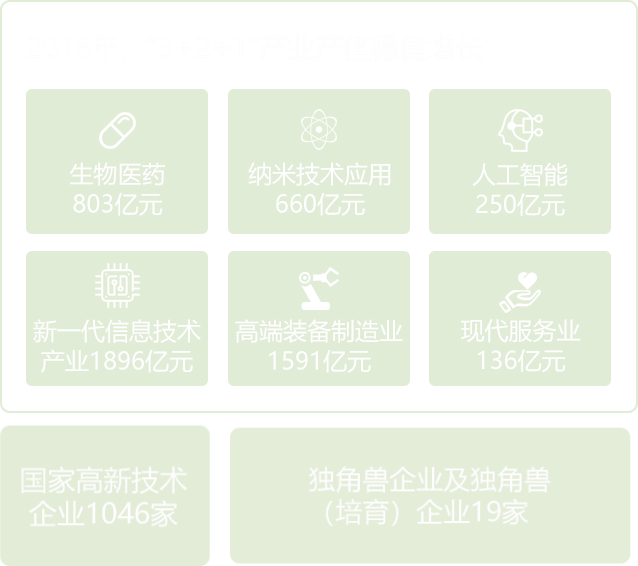 生物医药
803亿元
纳米技术应用
660亿元
人工智能
250亿元
新一代信息技术
产业1896亿元
高端装备制造业
1591亿元
现代服务业
136亿元
国家高新技术
企业1046家
独角兽企业及独角兽
（培育）企业19家